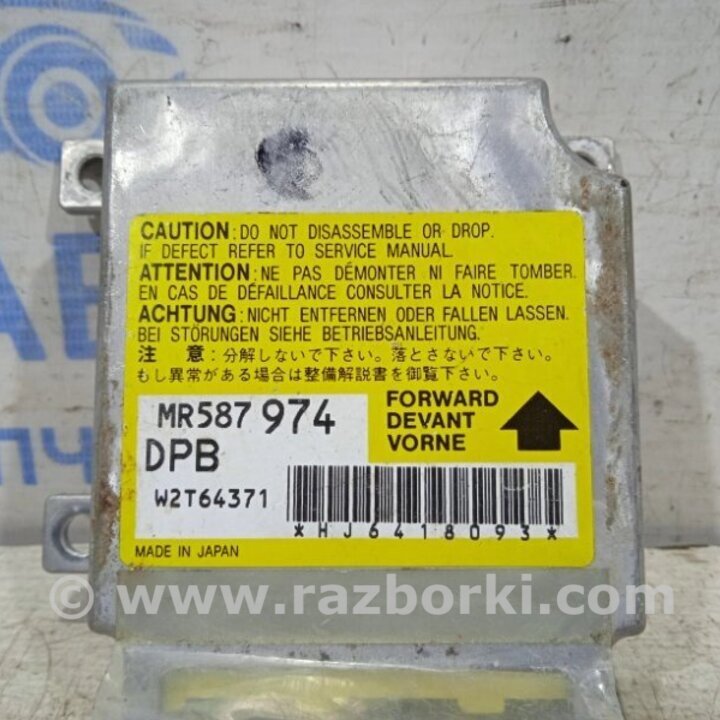 CAUTION:DO NOT DISASSEMBLE OR DROP.
IF DEFECT REFER TO SERVICE MANUAL.
ATTENTION:NE PAS DÉMONTER NI FAIRE TOMBER.
EN CAS DE DÉFAILLANCE CONSULTER LA NOTICE.
ACHTUNG:NICHT ENTFERNEN ODER FALLEN LASSEN.
BEI STÖRUNGEN SIEHE BETRIEBSANLEITUNG.
注 意:分解しないで下さい。落とさないで下さい。
もし異常がある場合は整備解説書を御覧下さい。
MR587 974
DPB
W2T64371
FORWARD
DEVANT
VORNE
*HJ6418093*
MADE IN JAPAN
© www.razborki.com